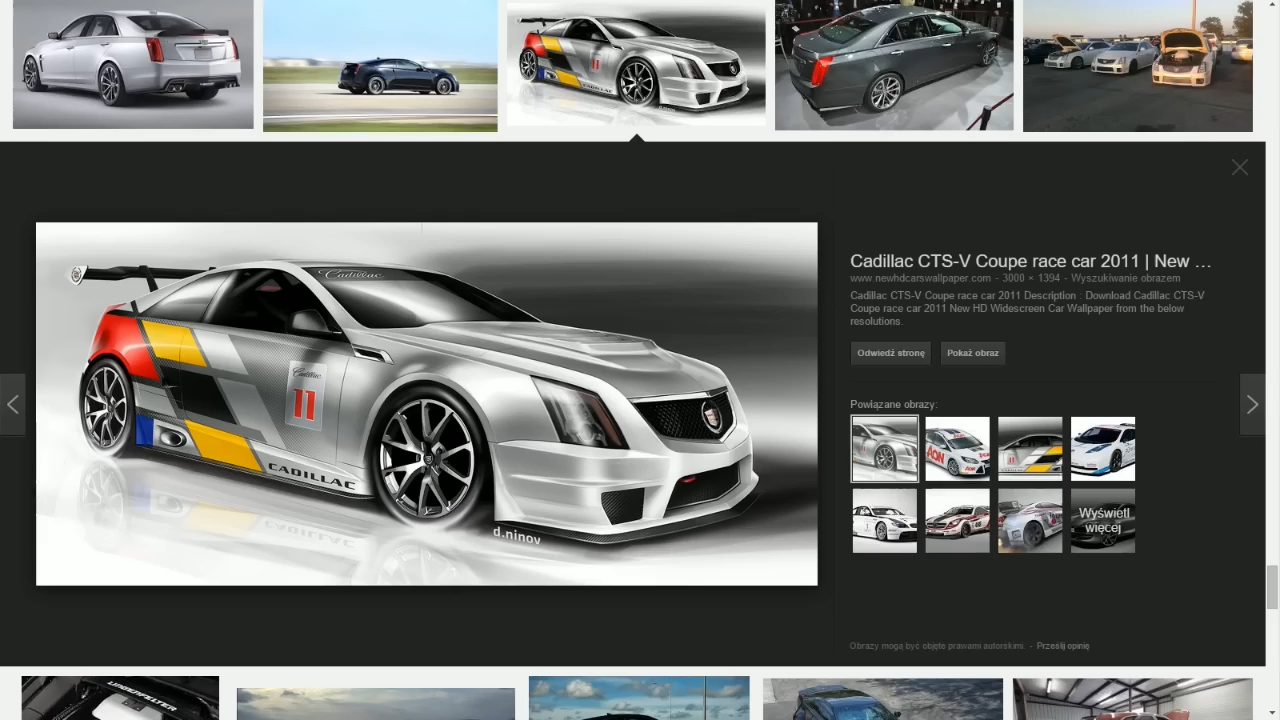 Cadillac
Cadillac
11
CADILLAC
d.ninov
Cadillac CTS-V Coupe race car 2011 | New ...
www.newhdcarswallpaper.com - 3000 × 1394 - Wyszukiwanie obrazem
Cadillac CTS-V Coupe race car 2011 Description : Download Cadillac CTS-V
Coupe race car 2011 New HD Widescreen Car Wallpaper from the below
resolutions.
Odwiedź stronę
Pokaż obraz
Powiązane obrazy:
AON
Wyświetl
więcej
Obrazy mogą być objęte prawami autorskimi. - Prześlij opinię
LINGENFELTER